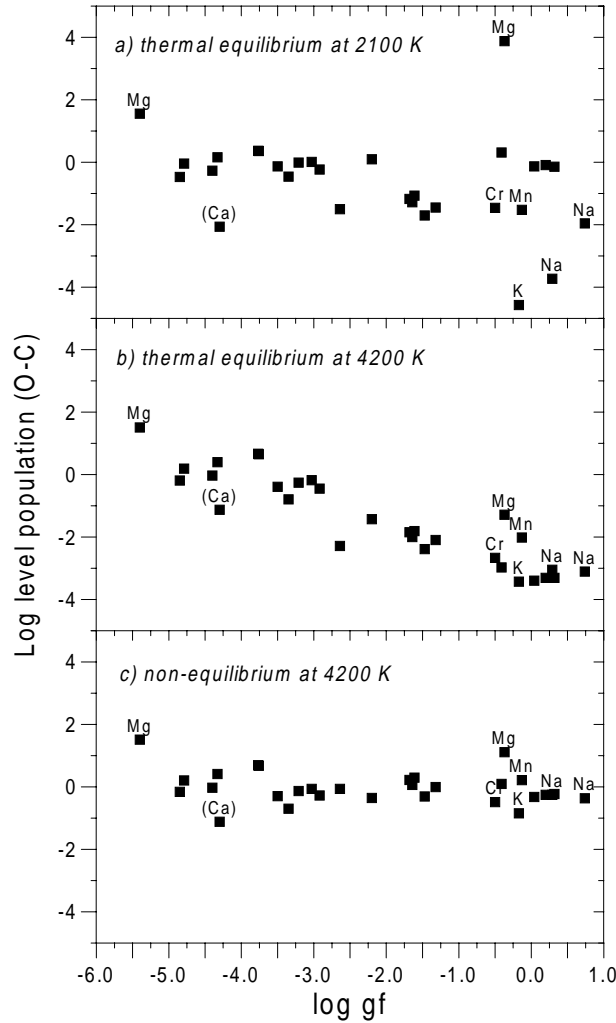 4
Mg
a) thermal equilibrium at 2100 K
2
Mg
0
Cr
Mn
-2
(Ca)
Na
Na
-4
K
4
b) thermal equilibrium at 4200 K
2
Mg
0
(Ca)
Mg
-2
Mn
Cr
K
Na
Na
-4
Log level population (O-C)
4
c) non-equilibrium at 4200 K
2
Mg
Mg
0
Mn
(Ca)
Cr
K
Na
Na
-2
-4
-6.0
-5.0
-4.0
-3.0
-2.0
-1.0
0.0
1.0
log gf